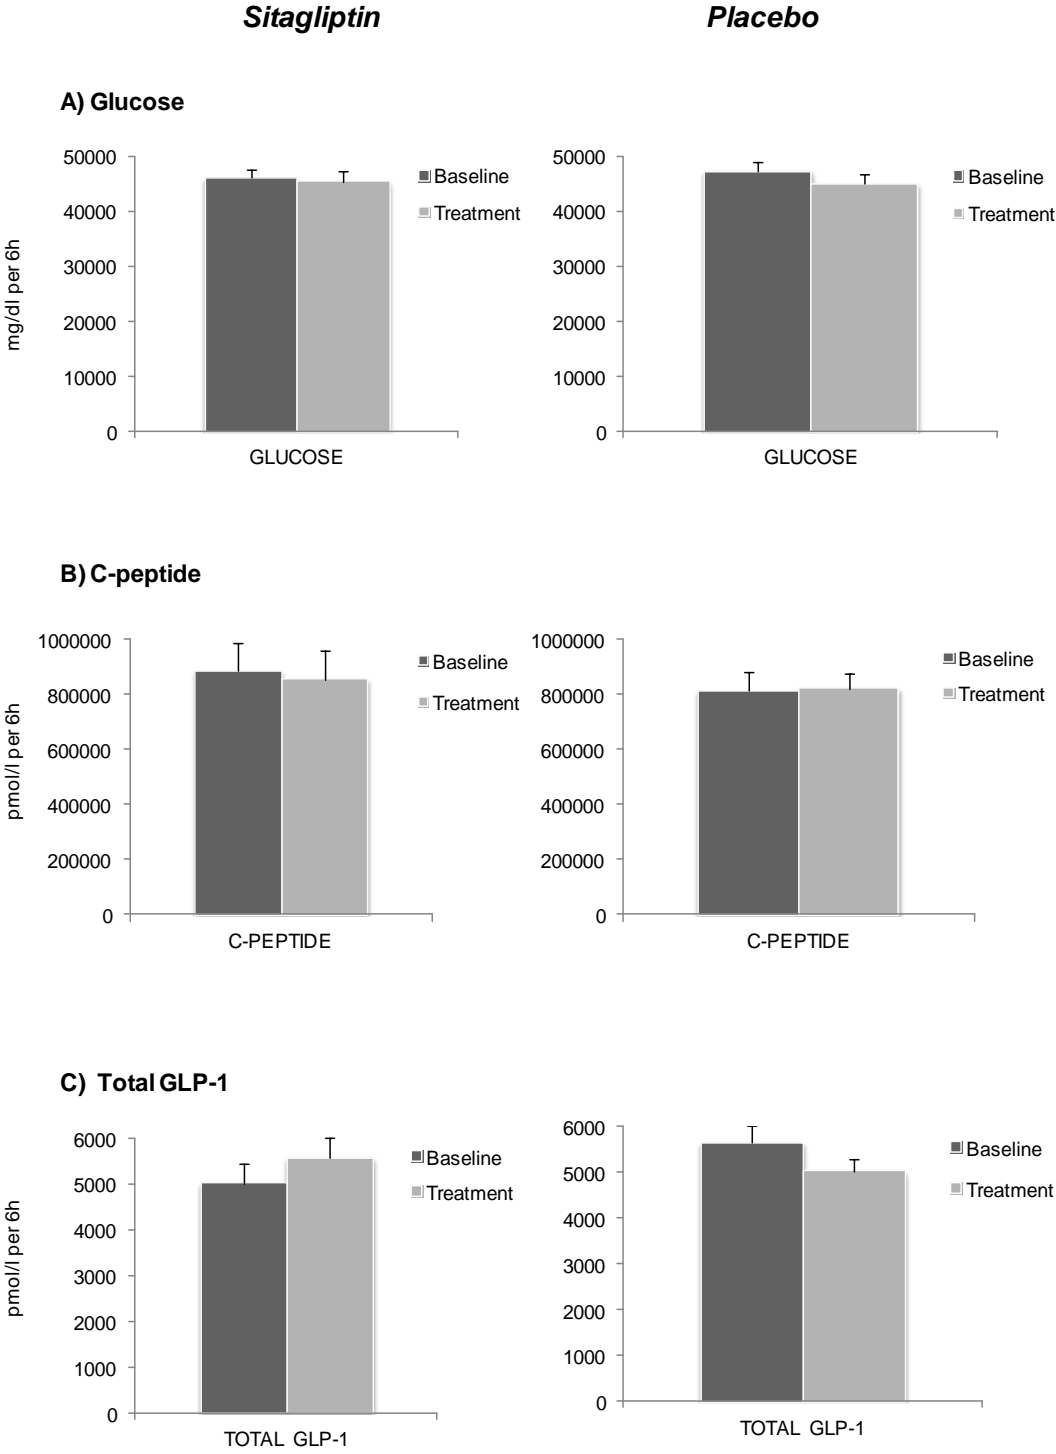 Sitagliptin Placebo
A) Glucose
50000
40000
30000
20000
10000
0
mg/dl per 6h
GLUCOSE
Baseline
Treatment
50000
40000
30000
20000
10000
0
GLUCOSE
Baseline
Treatment
B) C-peptide
1000000
800000
600000
400000
200000
0
pmol/l per 6h
C-PEPTIDE
Baseline
Treatment
1000000
800000
600000
400000
200000
0
C-PEPTIDE
Baseline
Treatment
C) Total GLP-1
6000
5000
4000
3000
2000
1000
0
pmol/l per 6h
TOTAL GLP-1
Baseline
Treatment
6000
5000
4000
3000
2000
1000
0
TOTAL GLP-1
Baseline
Treatment